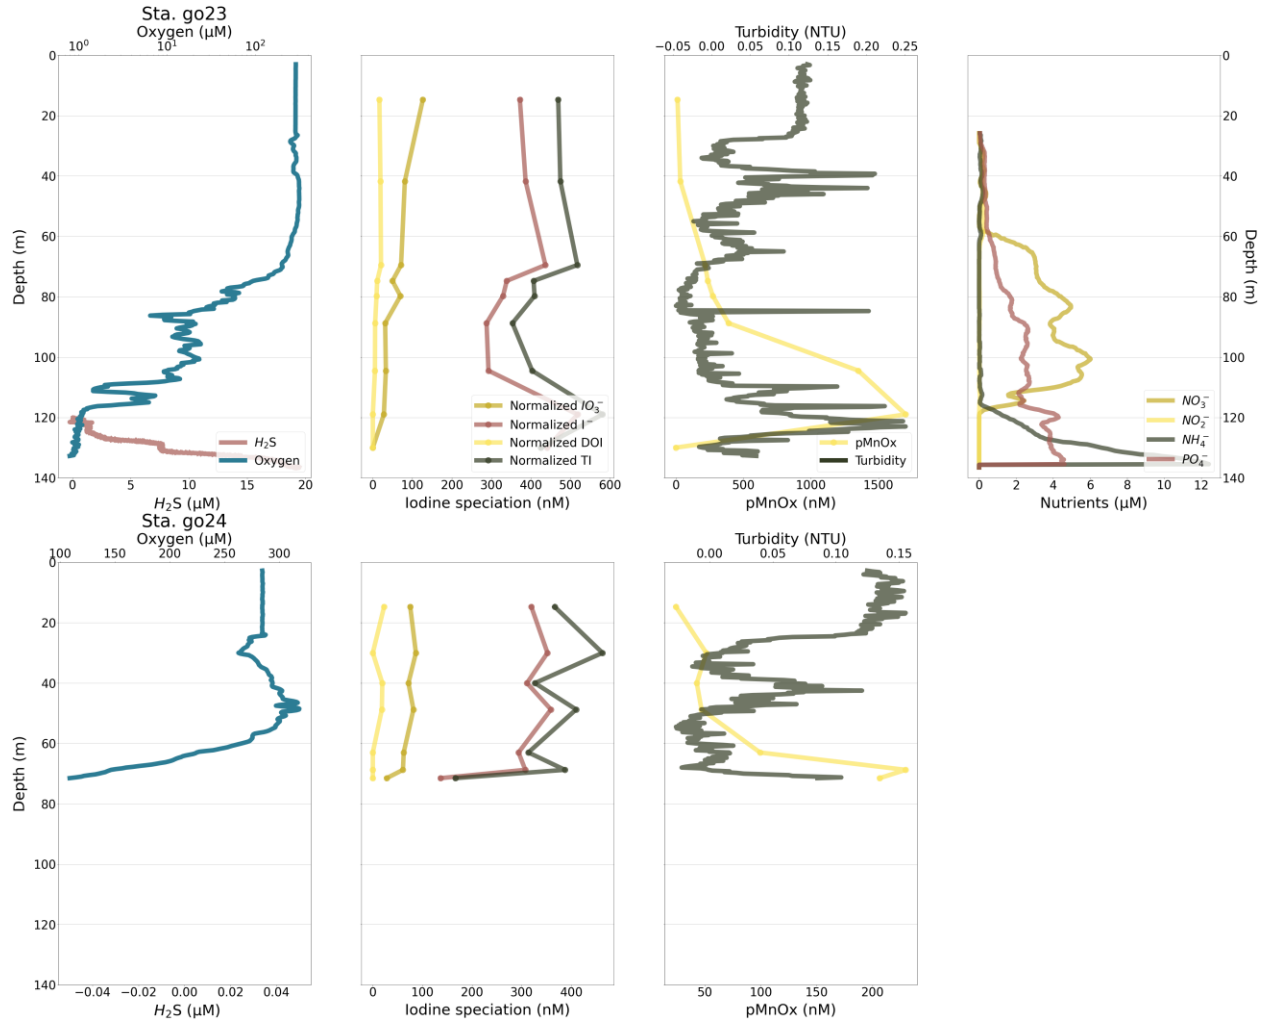 Sta. go23
Oxygen (μM)
10⁰ 10¹ 10²
Turbidity (NTU)
−0.05 0.00 0.05 0.10 0.15 0.20 0.25
0 20 40 60 80 100 120 140
Depth (m)
H₂S
Oxygen
0 5 10 15 20
H₂S (μM)
Normalized IO₃⁻
Normalized I⁻
Normalized DOI
Normalized TI
0 100 200 300 400 500 600
Iodine speciation (nM)
pMnOx
Turbidity
0 500 1000 1500
pMnOx (nM)
NO₃⁻
NO₂⁻
NH₄⁻
PO₄⁻
0 2 4 6 8 10 12
Nutrients (μM)
0 20 40 60 80 100 120 140
Depth (m)
Sta. go24
Oxygen (μM)
100 150 200 250 300
Turbidity (NTU)
0.00 0.05 0.10 0.15
0 20 40 60 80 100 120 140
Depth (m)
−0.04 −0.02 0.00 0.02 0.04
H₂S (μM)
0 100 200 300 400
Iodine speciation (nM)
50 100 150 200
pMnOx (nM)